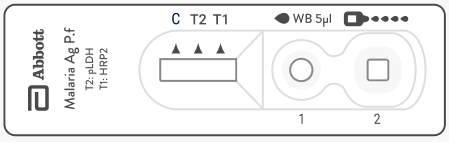 Abbott
Malaria Ag P.f
T2: pLDH
T1: HRP2
C T2 T1
WB 5μl
1
2